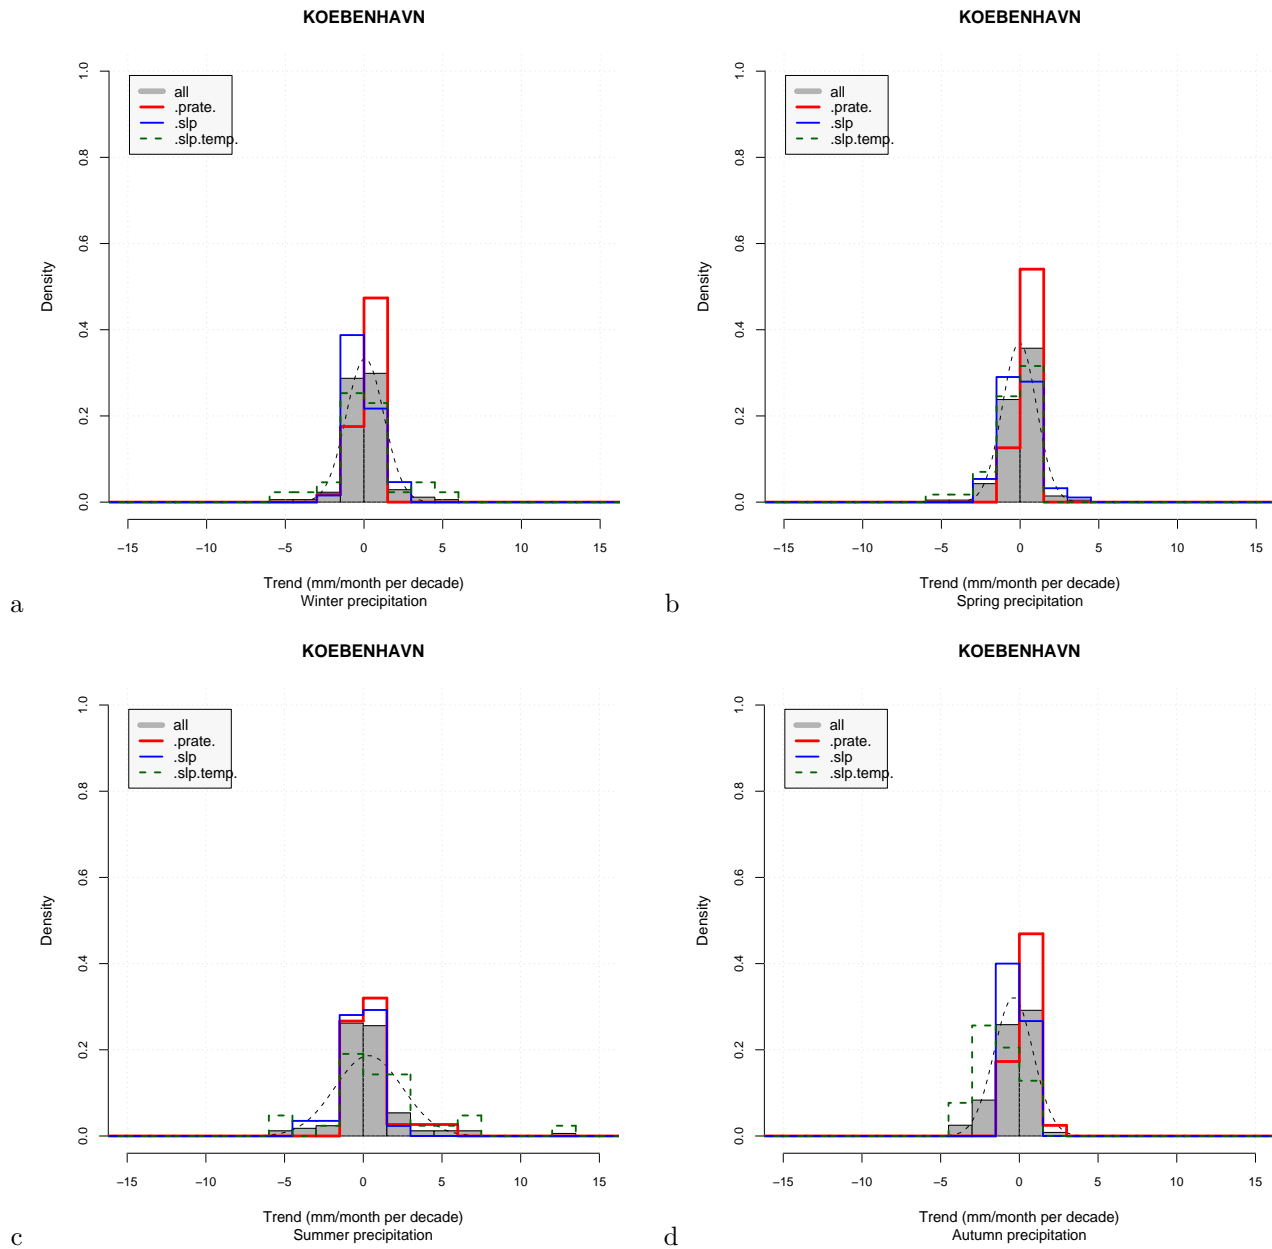 KOEBENHAVN
all
.prate.
.slp
.slp.temp.
Density
0.0
0.2
0.4
0.6
0.8
1.0
−15
−10
−5
0
5
10
15
Trend (mm/month per decade)
Winter precipitation
a
KOEBENHAVN
all
.prate.
.slp
.slp.temp.
Density
0.0
0.2
0.4
0.6
0.8
1.0
−15
−10
−5
0
5
10
15
Trend (mm/month per decade)
Spring precipitation
b
KOEBENHAVN
all
.prate.
.slp
.slp.temp.
Density
0.0
0.2
0.4
0.6
0.8
1.0
−15
−10
−5
0
5
10
15
Trend (mm/month per decade)
Summer precipitation
c
KOEBENHAVN
all
.prate.
.slp
.slp.temp.
Density
0.0
0.2
0.4
0.6
0.8
1.0
−15
−10
−5
0
5
10
15
Trend (mm/month per decade)
Autumn precipitation
d